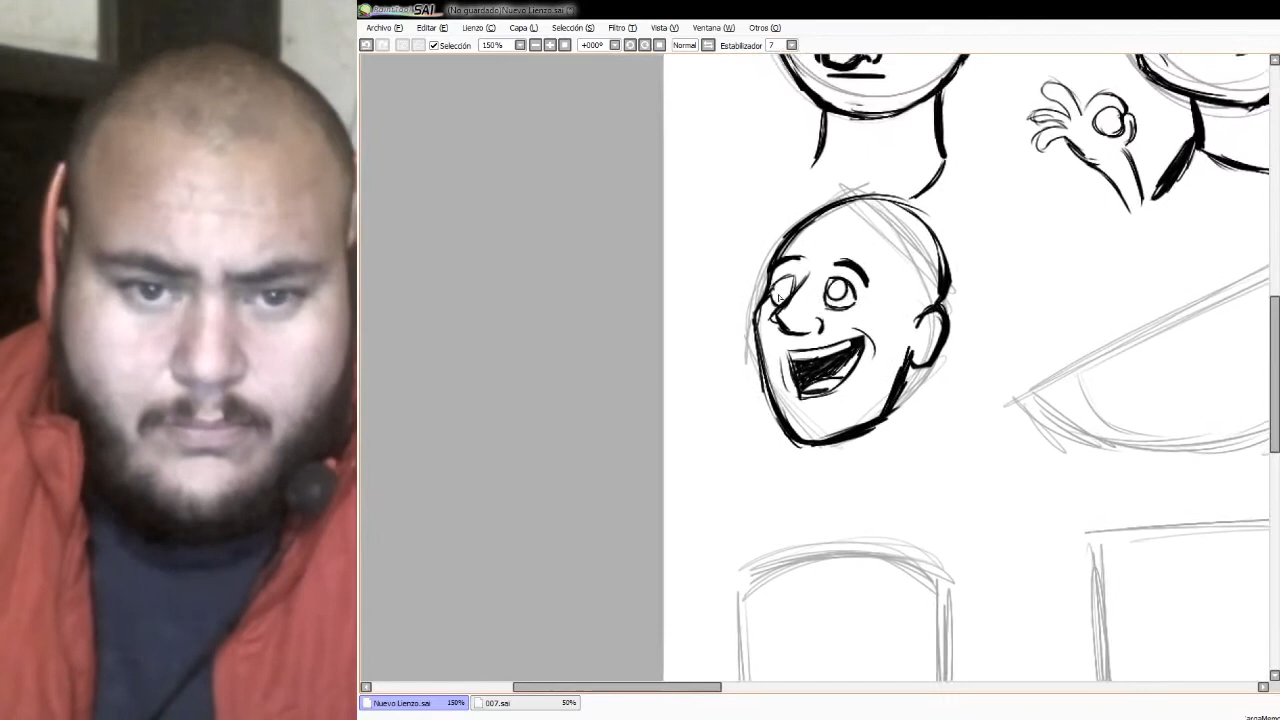 PaintTool SAI (No guardado)Nuevo Lienzo.sai (*)
Archivo (F) Editar (E) Lienzo (C) Capa (L) Selección (S) Filtro (T) Vista (V) Ventana (W) Otros (O)
Selección 150% +000º Normal Estabilizador 7
Nuevo Lienzo.sai 150% 007.sai 50%